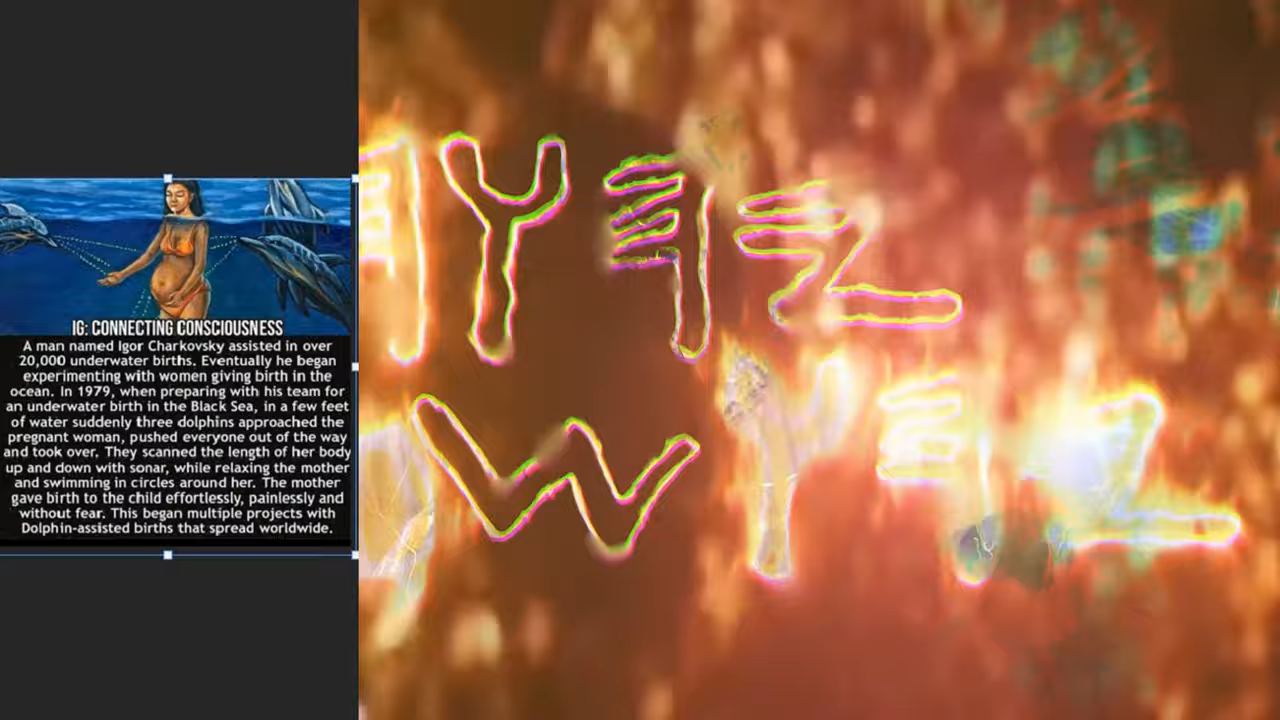 IG: CONNECTING CONSCIOUSNESS
A man named Igor Charkovsky assisted in over
20,000 underwater births. Eventually he began
experimenting with women giving birth in the
ocean. In 1979, when preparing with his team for
an underwater birth in the Black Sea, in a few feet
of water suddenly three dolphins approached the
pregnant woman, pushed everyone out of the way
and took over. They scanned the length of her body
up and down with sonar, while relaxing the mother
and swimming in circles around her. The mother
gave birth to the child effortlessly, painlessly and
without fear. This began multiple projects with
Dolphin-assisted births that spread worldwide.
𐤉𐤄𐤅𐤄
𐤉𐤄𐤅𐤔